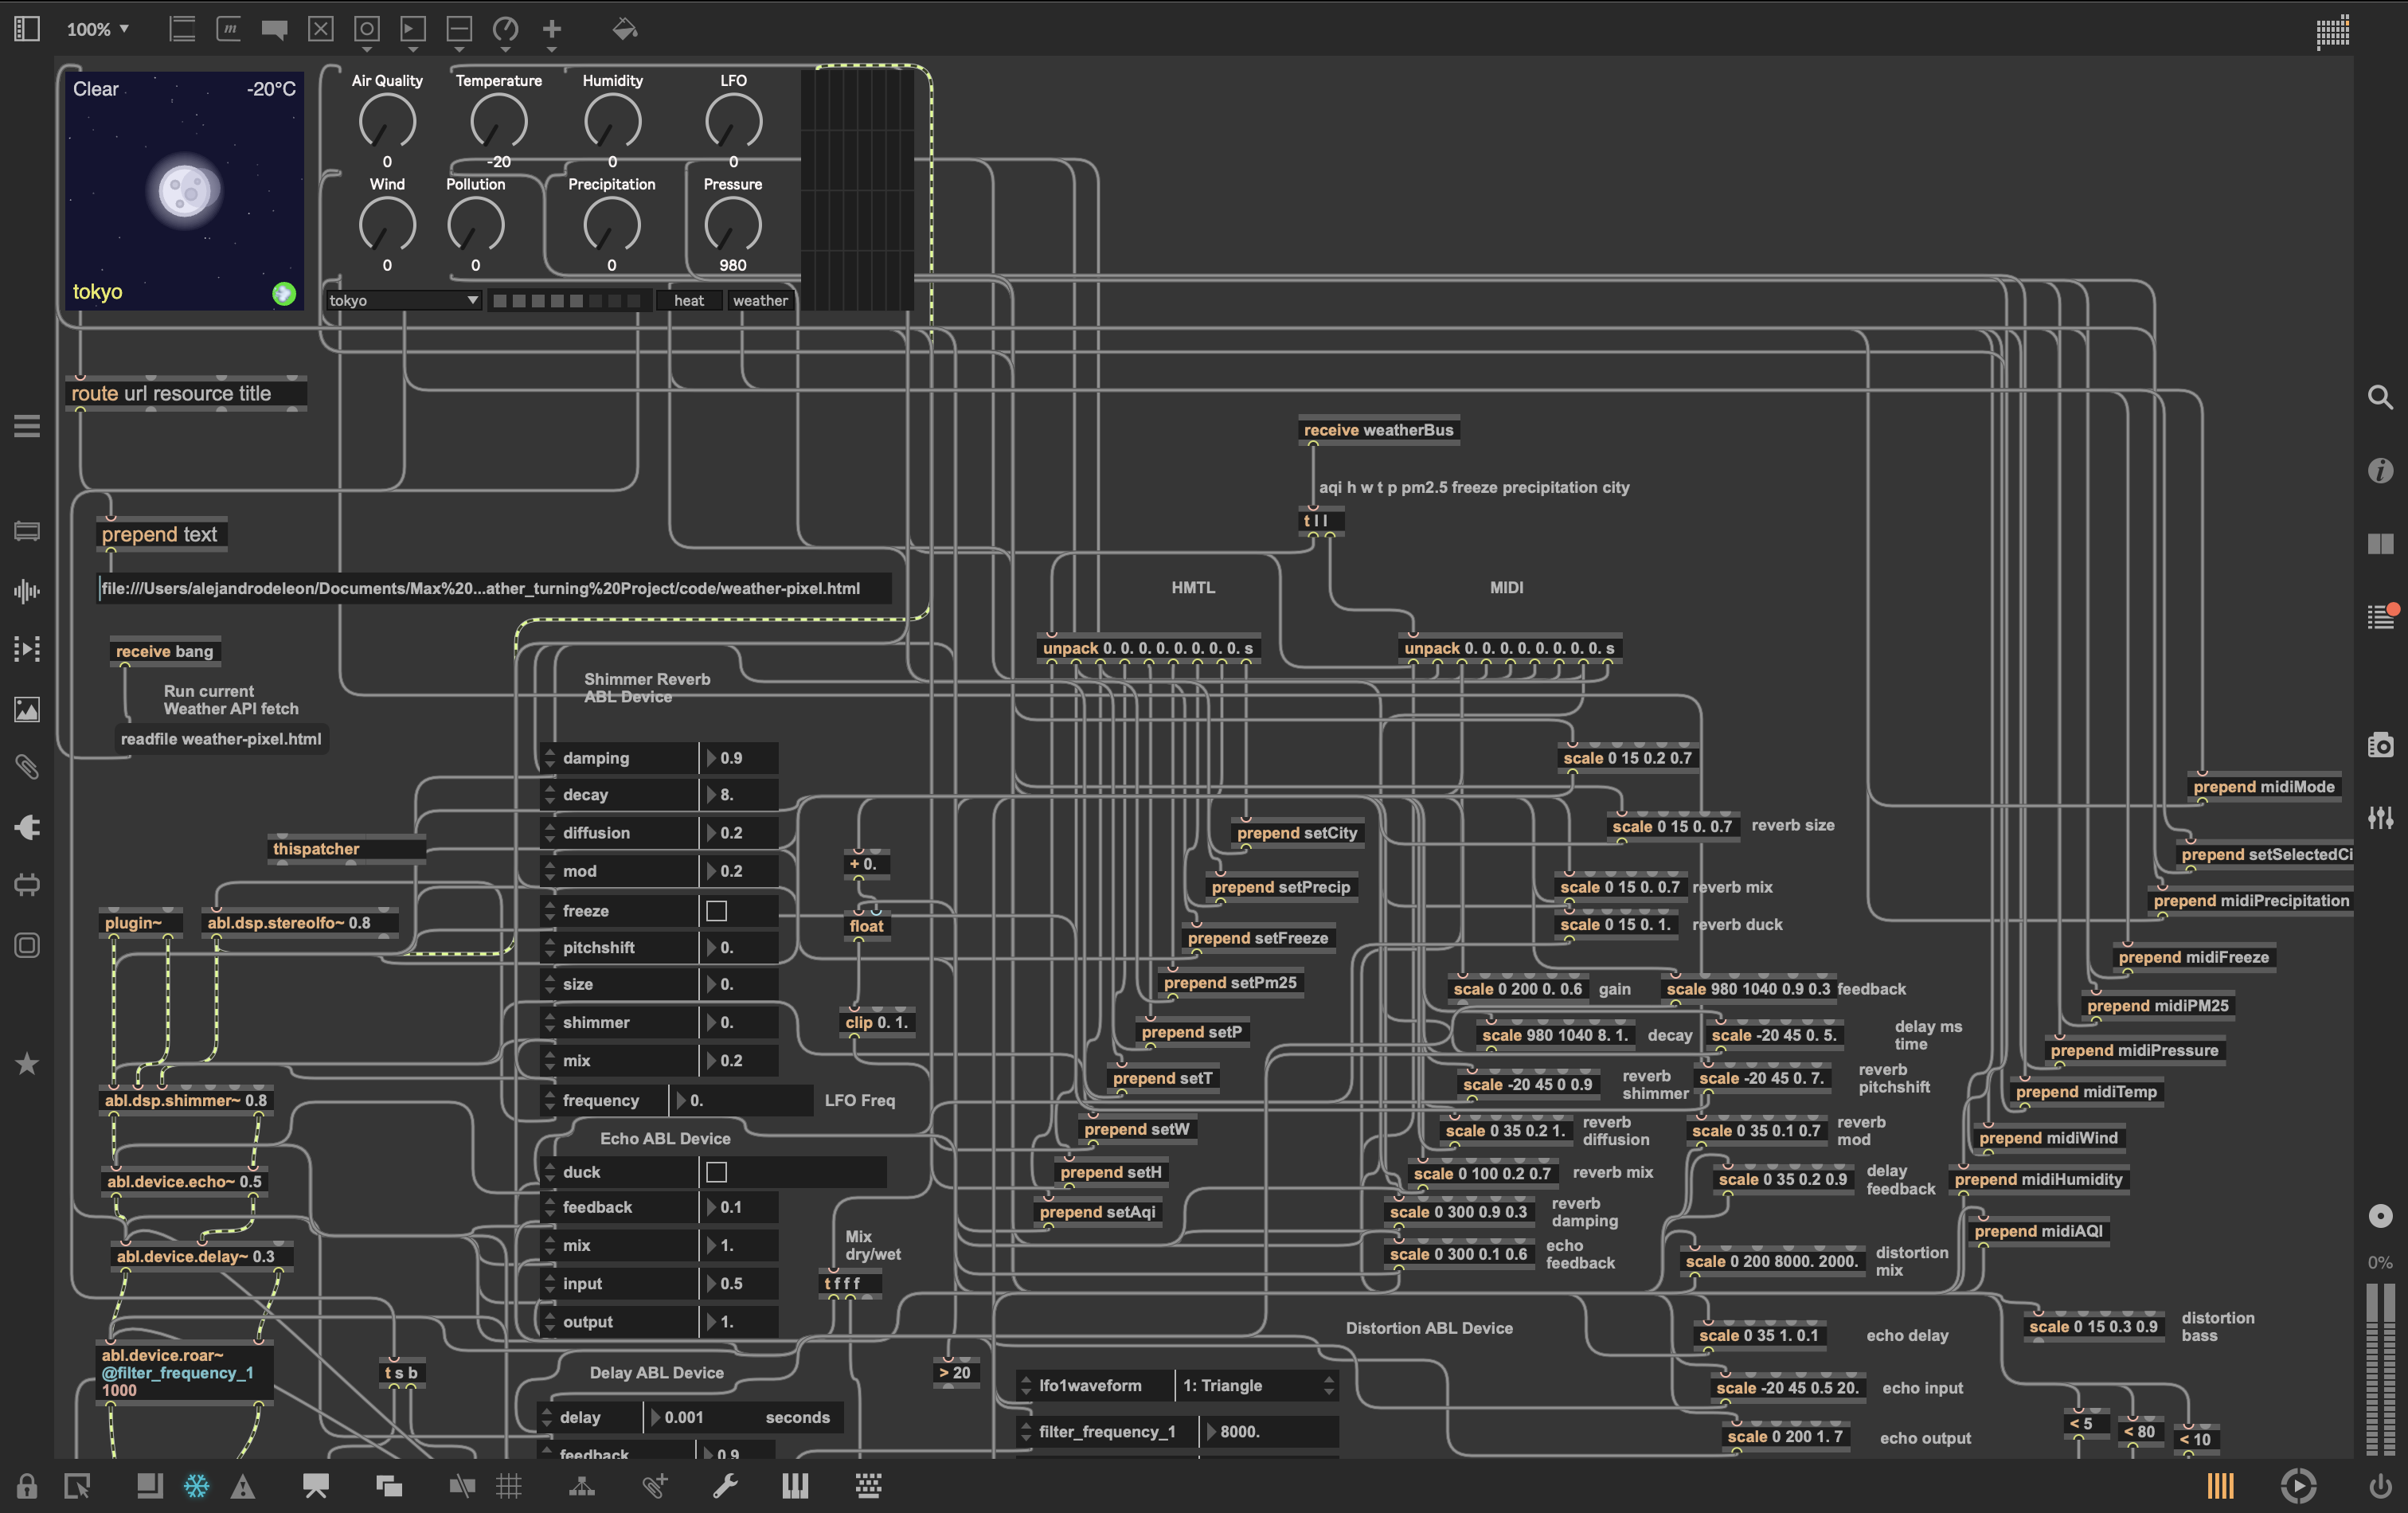 100%
Clear -20°C
tokyo
Air Quality Temperature Humidity LFO
0 -20 0 0
Wind Pollution Precipitation Pressure
0 0 0 980
tokyo heat weather
route url resource title
prepend text
file:///Users/alejandrodeleon/Documents/Max%20...ather_turning%20Project/code/weather-pixel.html
receive bang
Run current
Weather API fetch
readfile weather-pixel.html
thispatcher
plugin~
abl.dsp.stereolfo~ 0.8
abl.dsp.shimmer~ 0.8
abl.device.echo~ 0.5
abl.device.delay~ 0.3
abl.device.roar~
@filter_frequency_1
1000
t s b
Shimmer Reverb
ABL Device
damping 0.9
decay 8.
diffusion 0.2
mod 0.2
freeze
pitchshift 0.
size 0.
shimmer 0.
mix 0.2
frequency 0. LFO Freq
Echo ABL Device
duck
feedback 0.1
mix 1.
input 0.5
output 1.
Delay ABL Device
delay 0.001 seconds
feedback 0.9
+ 0.
float
clip 0. 1.
Mix
dry/wet
t f f f
> 20
receive weatherBus
aqi h w t p pm2.5 freeze precipitation city
t l l
HMTL MIDI
unpack 0. 0. 0. 0. 0. 0. 0. 0. s
unpack 0. 0. 0. 0. 0. 0. 0. 0. s
prepend setCity
prepend setPrecip
prepend setFreeze
prepend setPm25
prepend setP
prepend setT
prepend setW
prepend setH
prepend setAqi
scale 0 15 0.2 0.7
scale 0 15 0. 0.7 reverb size
scale 0 15 0. 0.7 reverb mix
scale 0 15 0. 1. reverb duck
scale 0 200 0. 0.6 gain
scale 980 1040 0.9 0.3 feedback
scale 980 1040 8. 1. decay
scale -20 45 0. 5. delay ms
time
scale -20 45 0 0.9 reverb
shimmer
scale -20 45 0. 7. reverb
pitchshift
scale 0 35 0.2 1. reverb
diffusion
scale 0 35 0.1 0.7 reverb
mod
scale 0 100 0.2 0.7 reverb mix
scale 0 35 0.2 0.9 delay
feedback
scale 0 300 0.9 0.3 reverb
damping
scale 0 300 0.1 0.6 echo
feedback
scale 0 200 8000. 2000. distortion
mix
Distortion ABL Device
lfo1waveform 1: Triangle
filter_frequency_1 8000.
scale 0 35 1. 0.1 echo delay
scale -20 45 0.5 20. echo input
scale 0 200 1. 7 echo output
scale 0 15 0.3 0.9 distortion
bass
< 5
< 80
< 10
prepend midiMode
prepend setSelectedCi
prepend midiPrecipitation
prepend midiFreeze
prepend midiPM25
prepend midiPressure
prepend midiTemp
prepend midiWind
prepend midiHumidity
prepend midiAQI
0%